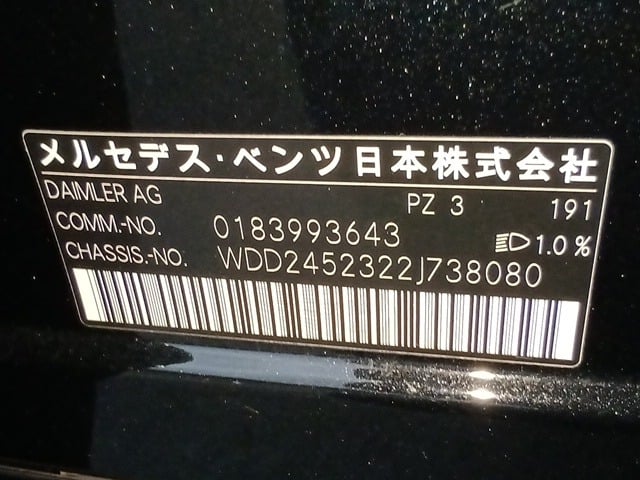 メルセデス・ベンツ日本株式会社
DAIMLER AG PZ 3 191
COMM.-NO. 0183993643 1.0 %
CHASSIS.-NO. WDD2452322J738080